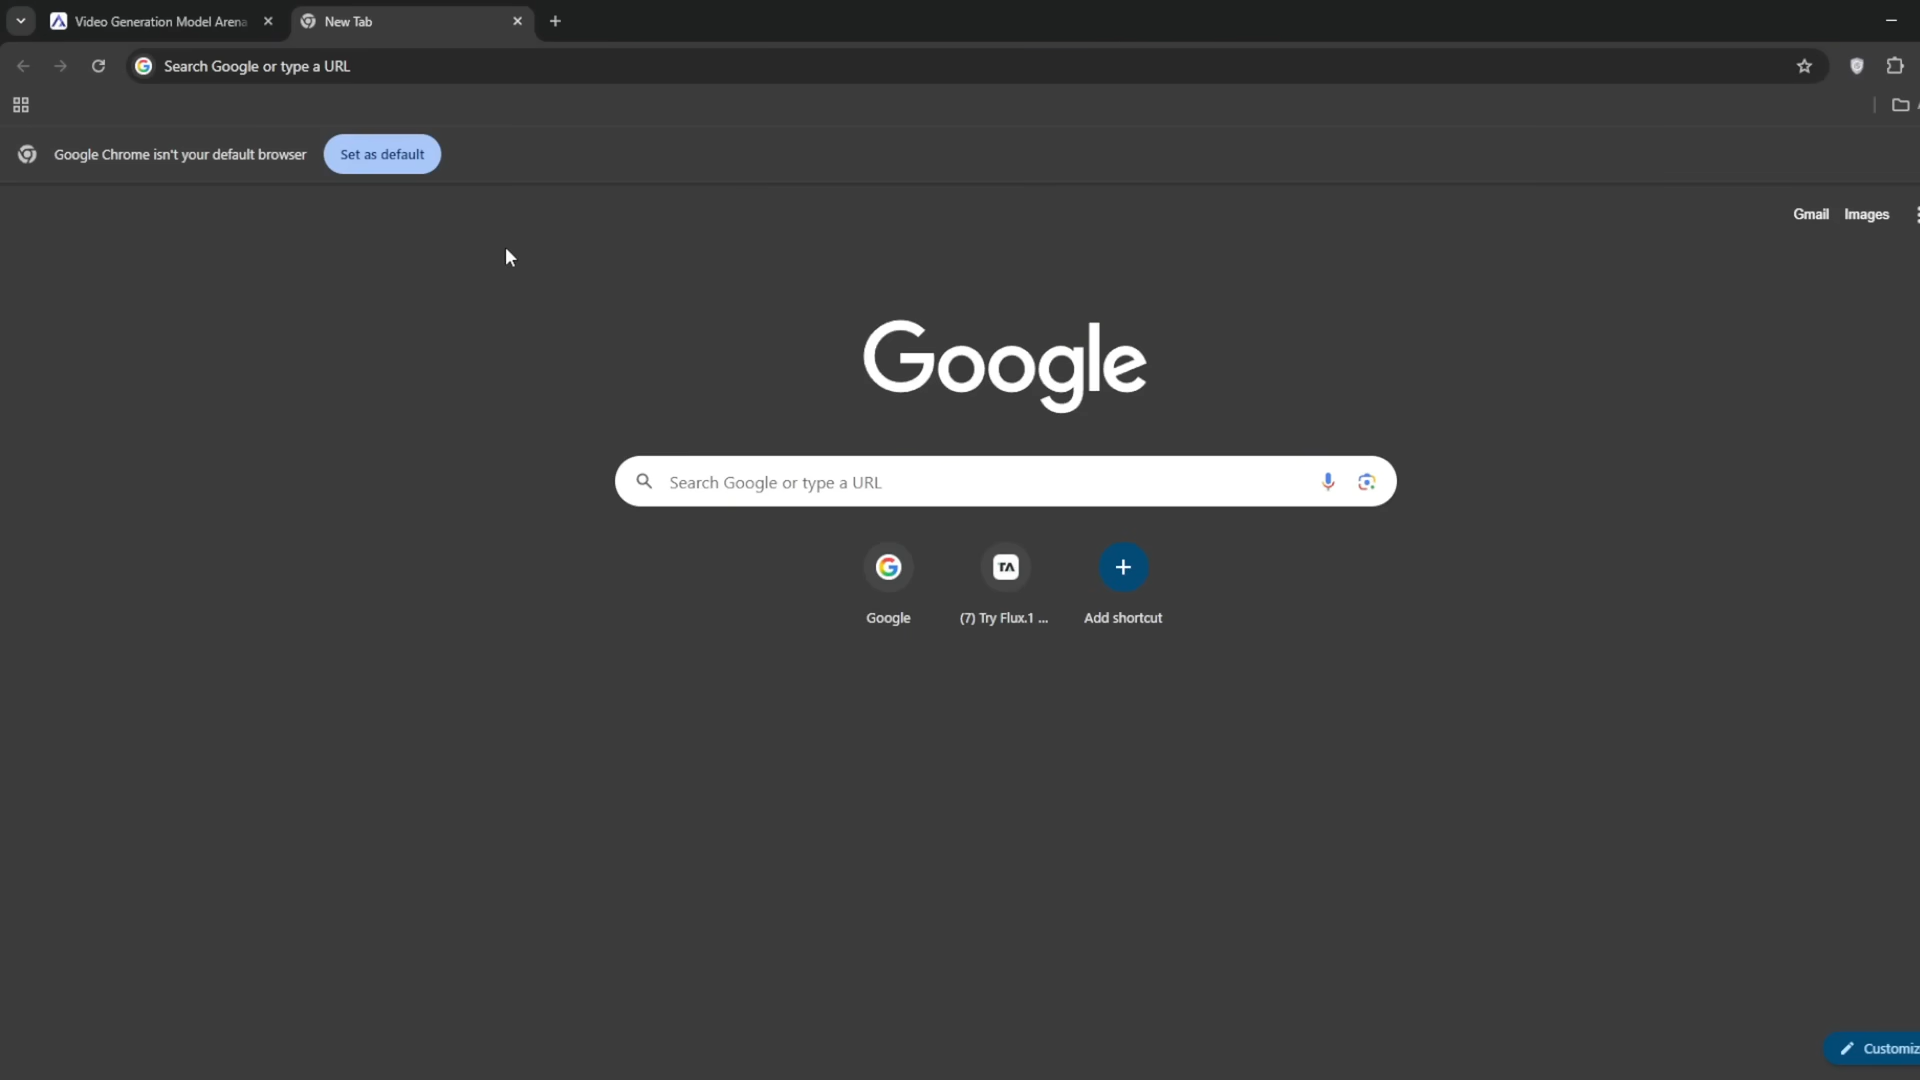 Video Generation Model Arena
New Tab
Search Google or type a URL
Google Chrome isn't your default browser
Set as default
Gmail Images
Google
Search Google or type a URL
TA
Google
(7) Try Flux.1 ...
Add shortcut
Customiz